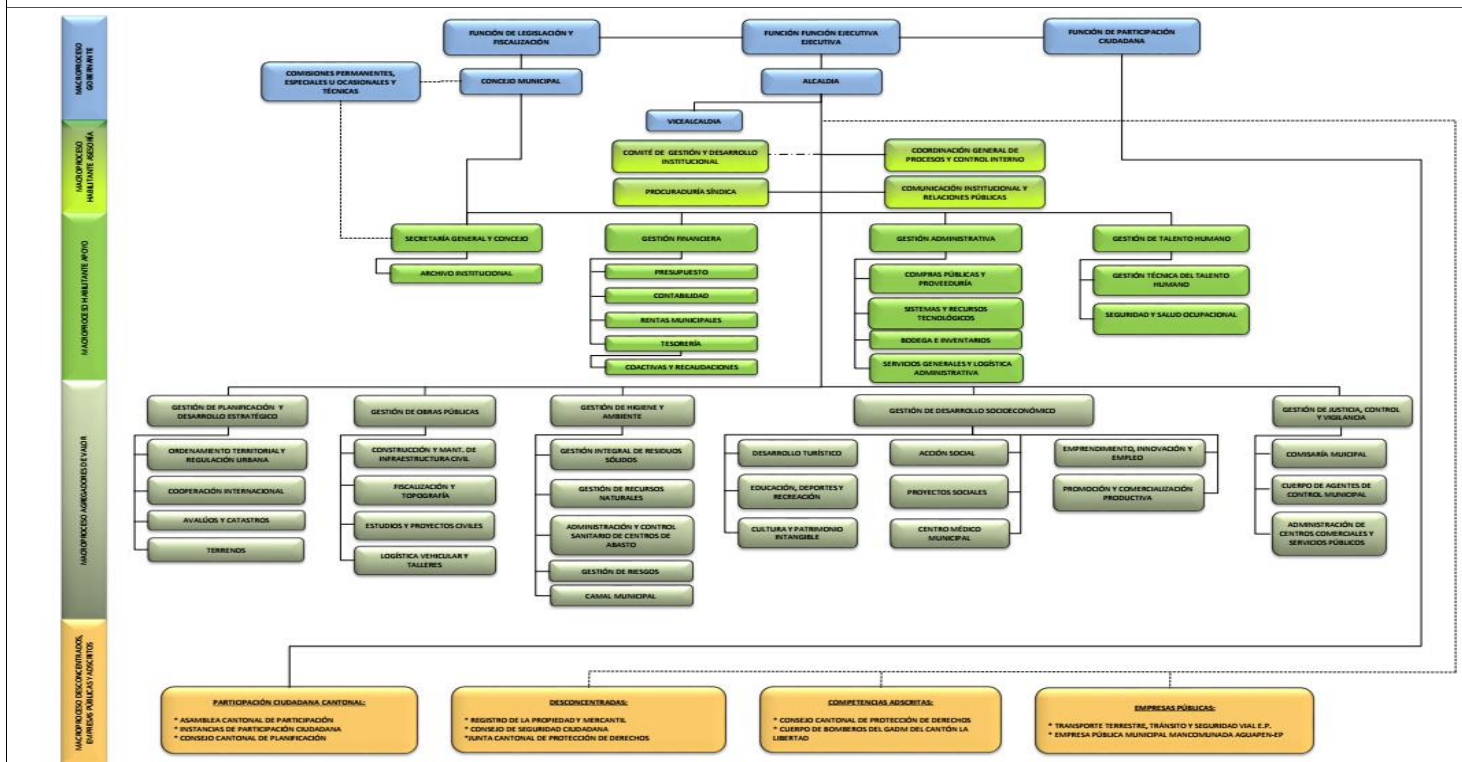 MACROPROCESO
GOBERNANTE
FUNCIÓN DE LEGISLACIÓN Y
FISCALIZACIÓN
FUNCIÓN FUNCIÓN EJECUTIVA
EJECUTIVA
FUNCIÓN DE PARTICIPACIÓN
CIUDADANA
COMISIONES PERMANENTES,
ESPECIALES U OCASIONALES Y
TÉCNICAS
CONCEJO MUNICIPAL
ALCALDIA
VICEALCALDIA
MACROPROCESO
HABILITANTE ASESORÍA
COMITÉ DE GESTIÓN Y DESARROLLO
INSTITUCIONAL
COORDINACIÓN GENERAL DE
PROCESOS Y CONTROL INTERNO
PROCURADURÍA SÍNDICA
COMUNICACIÓN INSTITUCIONAL Y
RELACIONES PÚBLICAS
MACROPROCESO HABILITANTE APOYO
SECRETARÍA GENERAL Y CONCEJO
ARCHIVO INSTITUCIONAL
GESTIÓN FINANCIERA
PRESUPUESTO
CONTABILIDAD
RENTAS MUNICIPALES
TESORERÍA
COACTIVAS Y RECAUDACIONES
GESTIÓN ADMINISTRATIVA
COMPRAS PÚBLICAS Y
PROVEEDURÍA
SISTEMAS Y RECURSOS
TECNOLÓGICOS
BODEGA E INVENTARIOS
SERVICIOS GENERALES Y LOGÍSTICA
ADMINISTRATIVA
GESTIÓN DE TALENTO HUMANO
GESTIÓN TÉCNICA DEL TALENTO
HUMANO
SEGURIDAD Y SALUD OCUPACIONAL
MACROPROCESO AGREGADORES DE VALOR
GESTIÓN DE PLANIFICACIÓN Y
DESARROLLO ESTRATÉGICO
ORDENAMIENTO TERRITORIAL Y
REGULACIÓN URBANA
COOPERACIÓN INTERNACIONAL
AVALÚOS Y CATASTROS
TERRENOS
GESTIÓN DE OBRAS PÚBLICAS
CONSTRUCCIÓN Y MANT. DE
INFRAESTRUCTURA CIVIL
FISCALIZACIÓN Y
TOPOGRAFÍA
ESTUDIOS Y PROYECTOS CIVILES
LOGÍSTICA VEHICULAR Y
TALLERES
GESTIÓN DE HIGIENE Y
AMBIENTE
GESTIÓN INTEGRAL DE RESIDUOS
SÓLIDOS
GESTIÓN DE RECURSOS
NATURALES
ADMINISTRACIÓN Y CONTROL
SANITARIO DE CENTROS DE
ABASTO
GESTIÓN DE RIESGOS
CAMAL MUNICIPAL
GESTIÓN DE DESARROLLO SOCIOECONÓMICO
DESARROLLO TURÍSTICO
EDUCACIÓN, DEPORTES Y
RECREACIÓN
CULTURA Y PATRIMONIO
INTANGIBLE
ACCIÓN SOCIAL
PROYECTOS SOCIALES
CENTRO MÉDICO
MUNICIPAL
EMPRENDIMIENTO, INNOVACIÓN Y
EMPLEO
PROMOCIÓN Y COMERCIALIZACIÓN
PRODUCTIVA
GESTIÓN DE JUSTICIA, CONTROL
Y VIGILANCIA
COMISARÍA MUICIPAL
CUERPO DE AGENTES DE
CONTROL MUNICIPAL
ADMINISTRACIÓN DE
CENTROS COMERCIALES Y
SERVICIOS PÚBLICOS
MACROPROCESO DESCONCENTRADOS,
EMPRESAS PÚBLICAS Y ADSCRITOS
PARTICIPACIÓN CIUDADANA CANTONAL:
* ASAMBLEA CANTONAL DE PARTICIPACIÓN
* INSTANCIAS DE PARTICIPACIÓN CIUDADANA
* CONSEJO CANTONAL DE PLANIFICACIÓN
DESCONCENTRADAS:
* REGISTRO DE LA PROPIEDAD Y MERCANTIL
* CONSEJO DE SEGURIDAD CIUDADANA
*JUNTA CANTONAL DE PROTECCIÓN DE DERECHOS
COMPETENCIAS ADSCRITAS:
* CONSEJO CANTONAL DE PROTECCIÓN DE DERECHOS
* CUERPO DE BOMBEROS DEL GADM DEL CANTÓN LA
LIBERTAD
EMPRESAS PÚBLICAS:
* TRANSPORTE TERRESTRE, TRÁNSITO Y SEGURIDAD VIAL E.P.
* EMPRESA PÚBLICA MUNICIPAL MANCOMUNADA AGUAPEN-EP